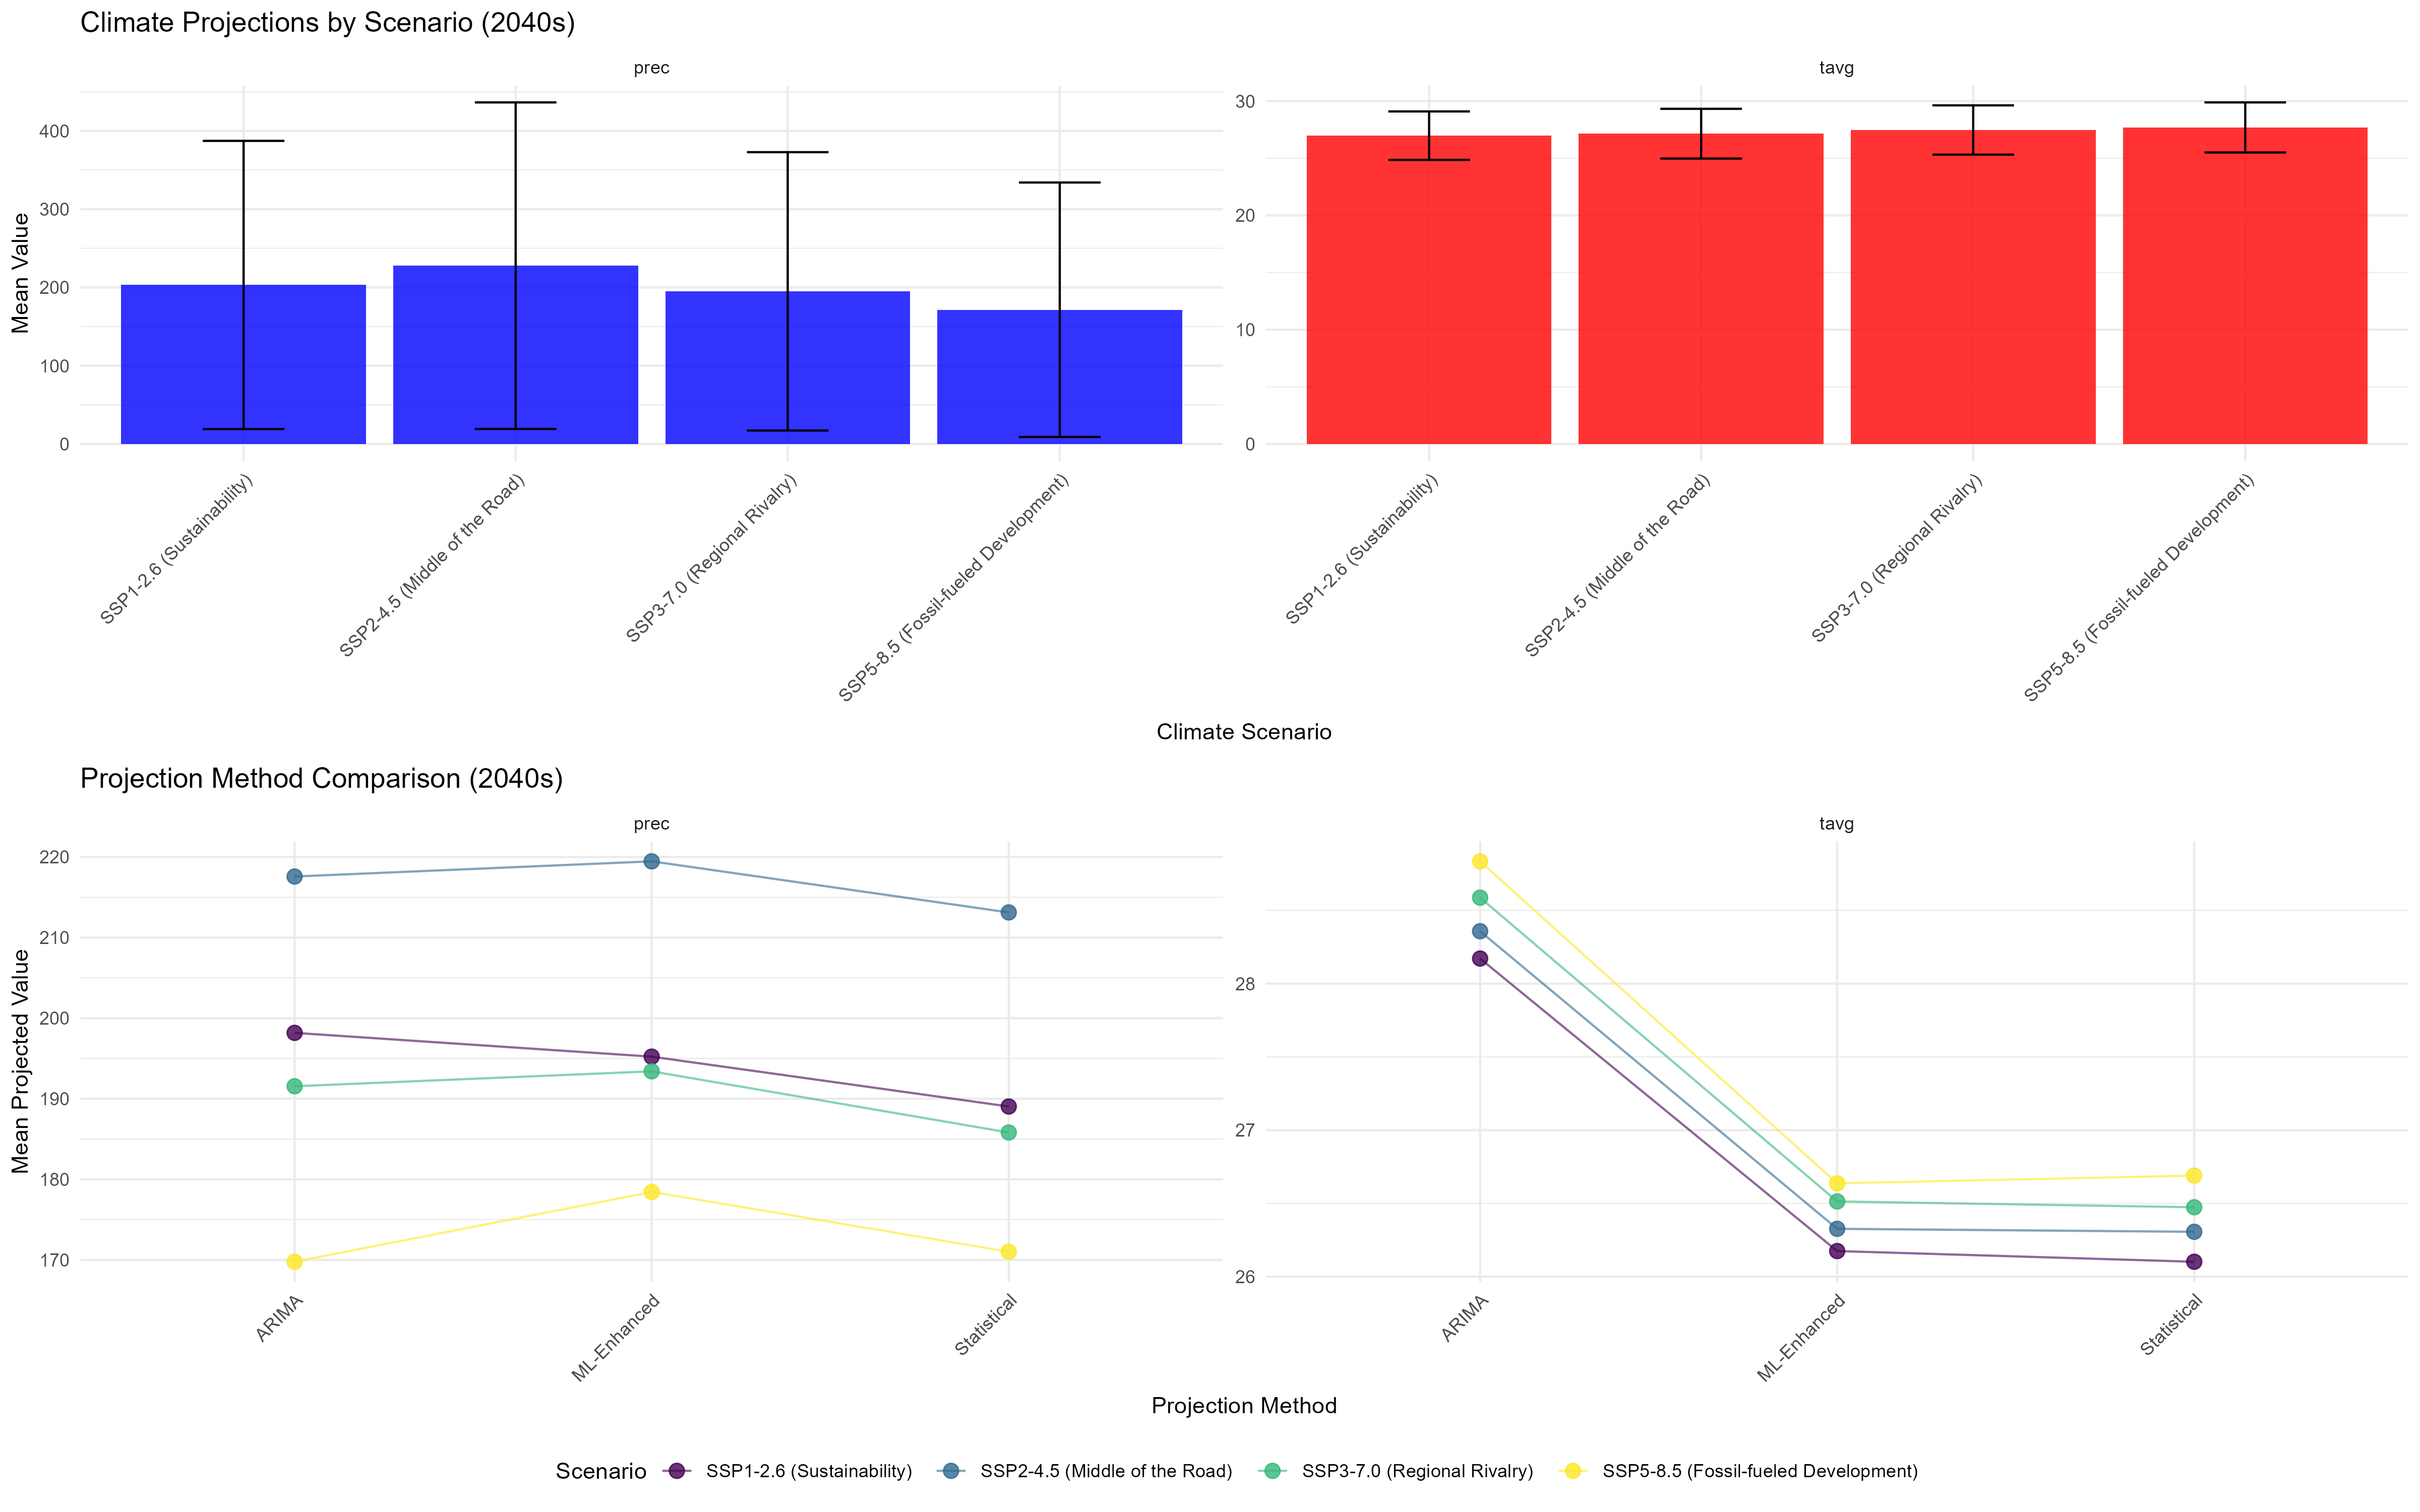 Climate Projections by Scenario (2040s)
prec
tavg
Mean Value
400
300
200
100
0
30
20
10
0
SSP1-2.6 (Sustainability)
SSP2-4.5 (Middle of the Road)
SSP3-7.0 (Regional Rivalry)
SSP5-8.5 (Fossil-fueled Development)
SSP1-2.6 (Sustainability)
SSP2-4.5 (Middle of the Road)
SSP3-7.0 (Regional Rivalry)
SSP5-8.5 (Fossil-fueled Development)
Climate Scenario
Projection Method Comparison (2040s)
prec
tavg
Mean Projected Value
220
210
200
190
180
170
28
27
26
ARIMA
ML-Enhanced
Statistical
ARIMA
ML-Enhanced
Statistical
Projection Method
Scenario
SSP1-2.6 (Sustainability)
SSP2-4.5 (Middle of the Road)
SSP3-7.0 (Regional Rivalry)
SSP5-8.5 (Fossil-fueled Development)